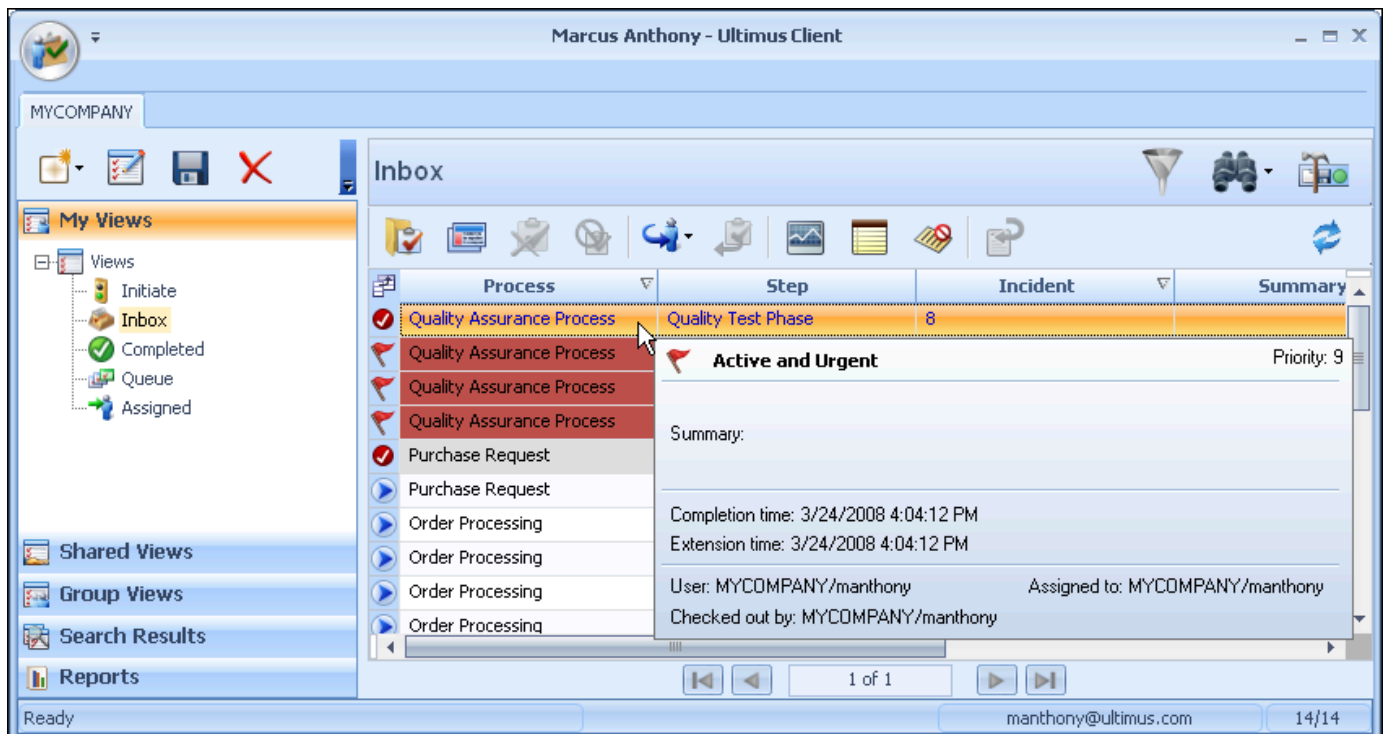 Marcus Anthony - Ultimus Client
MYCOMPANY
Inbox
My Views
Views
Initiate
Inbox
Completed
Queue
Assigned
Shared Views
Group Views
Search Results
Reports
Process Step Incident Summary
Quality Assurance Process Quality Test Phase 8
Quality Assurance Process
Quality Assurance Process
Quality Assurance Process
Purchase Request
Purchase Request
Order Processing
Order Processing
Order Processing
Order Processing
Active and Urgent Priority: 9
Summary:
Completion time: 3/24/2008 4:04:12 PM
Extension time: 3/24/2008 4:04:12 PM
User: MYCOMPANY/manthony Assigned to: MYCOMPANY/manthony
Checked out by: MYCOMPANY/manthony
1 of 1
Ready manthony@ultimus.com 14/14